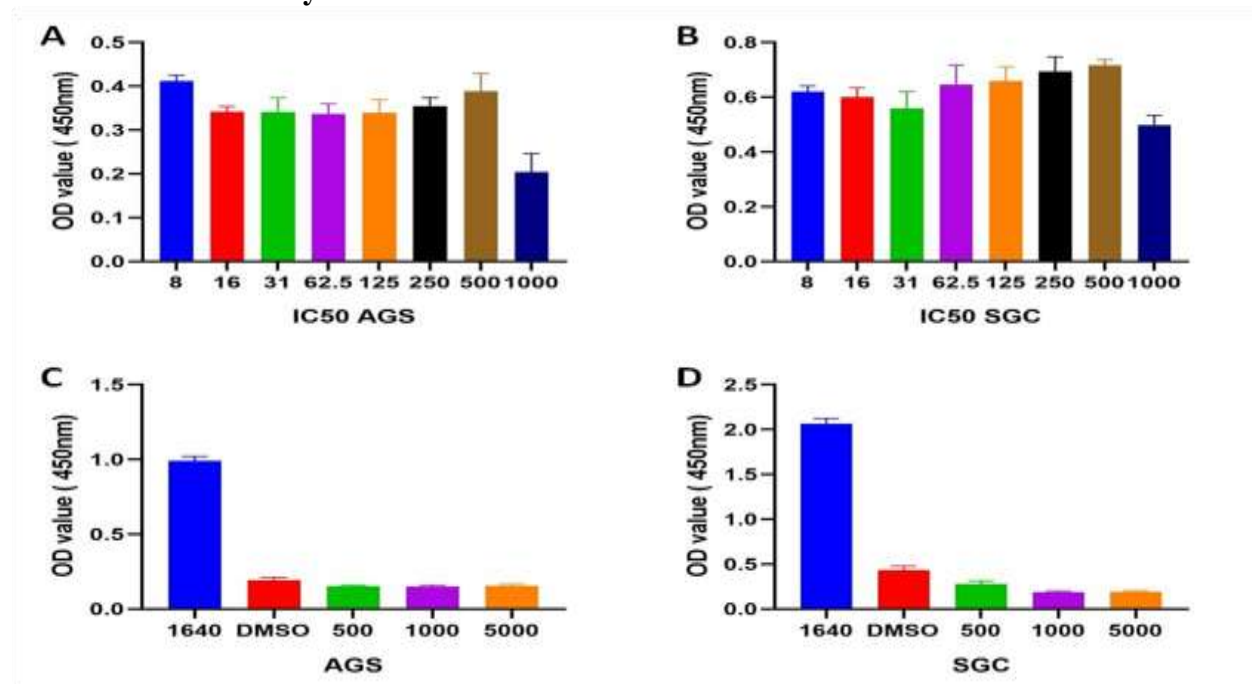 A
OD value ( 450nm)
0.5
0.4
0.3
0.2
0.1
0.0
8 16 31 62.5 125 250 500 1000
IC50 AGS
B
OD value ( 450nm)
0.8
0.6
0.4
0.2
0.0
8 16 31 62.5 125 250 500 1000
IC50 SGC
C
OD value ( 450nm)
1.5
1.0
0.5
0.0
1640 DMSO 500 1000 5000
AGS
D
OD value ( 450nm)
2.5
2.0
1.5
1.0
0.5
0.0
1640 DMSO 500 1000 5000
SGC